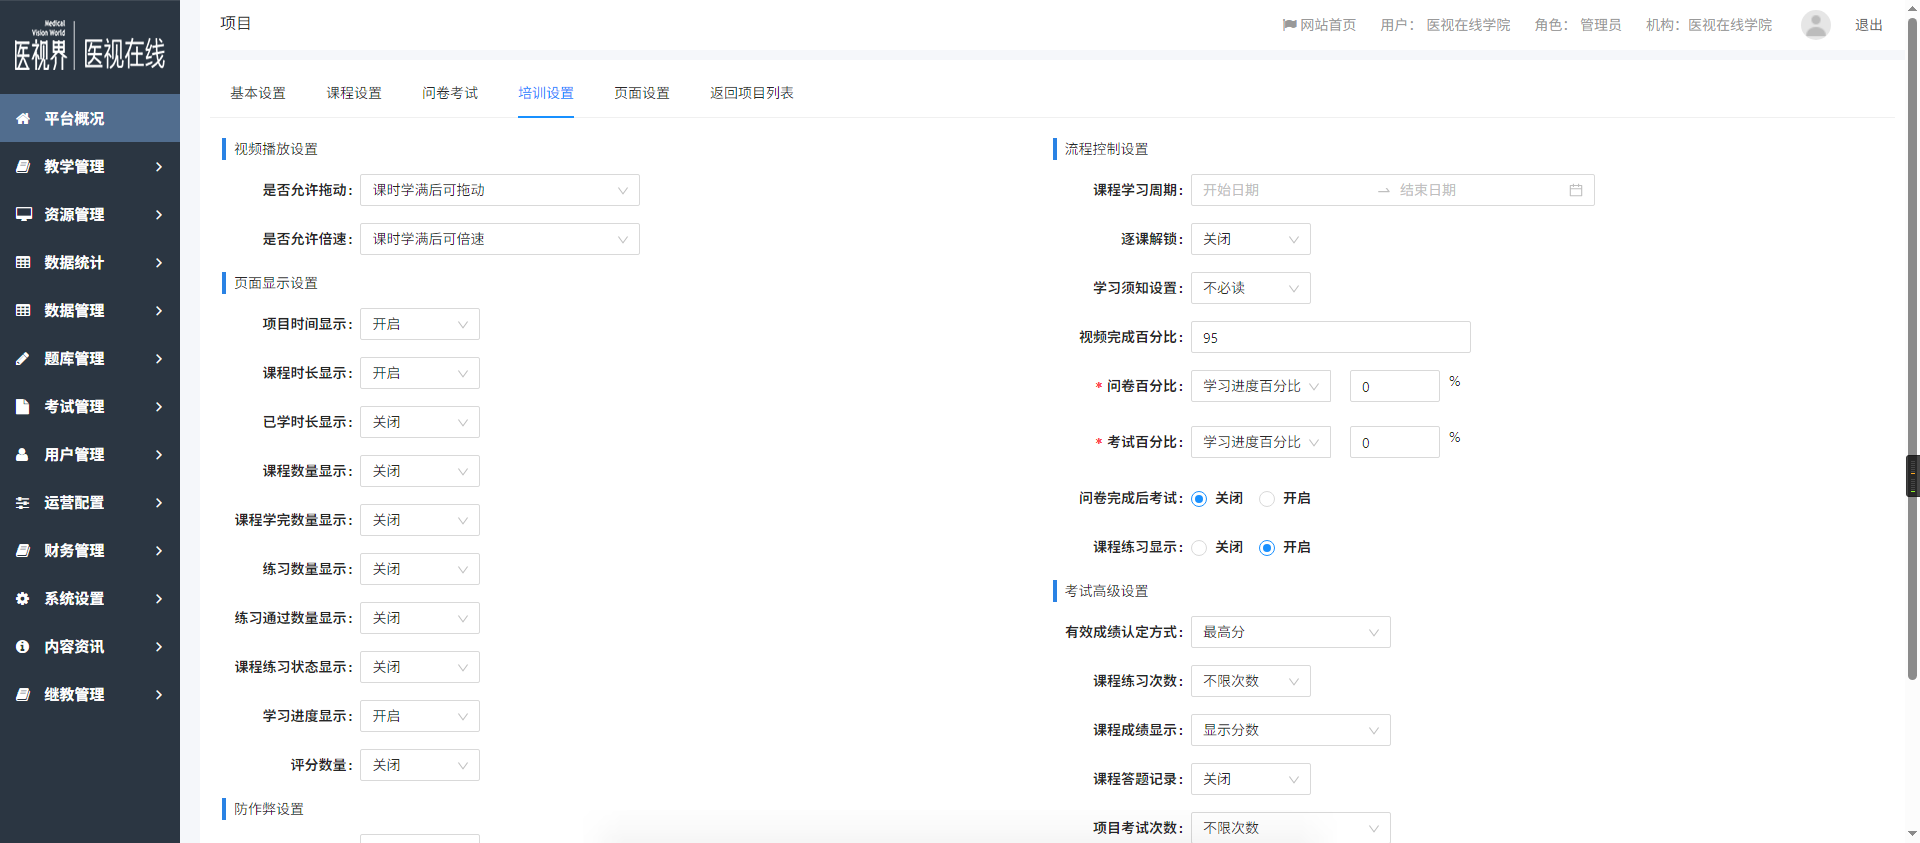 Medical
Vision World
医视界 医视在线
项目
网站首页 用户： 医视在线学院 角色： 管理员 机构：医视在线学院 退出
平台概况
教学管理
资源管理
数据统计
数据管理
题库管理
考试管理
用户管理
运营配置
财务管理
系统设置
内容资讯
继教管理
基本设置 课程设置 问卷考试 培训设置 页面设置 返回项目列表
视频播放设置
是否允许拖动： 课时学满后可拖动
是否允许倍速： 课时学满后可倍速
页面显示设置
项目时间显示： 开启
课程时长显示： 开启
已学时长显示： 关闭
课程数量显示： 关闭
课程学完数量显示： 关闭
练习数量显示： 关闭
练习通过数量显示： 关闭
课程练习状态显示： 关闭
学习进度显示： 开启
评分数量： 关闭
防作弊设置
流程控制设置
课程学习周期： 开始日期 → 结束日期
逐课解锁： 关闭
学习须知设置： 不必读
视频完成百分比： 95
* 问卷百分比： 学习进度百分比 0 %
* 考试百分比： 学习进度百分比 0 %
问卷完成后考试： 关闭 开启
课程练习显示： 关闭 开启
考试高级设置
有效成绩认定方式： 最高分
课程练习次数： 不限次数
课程成绩显示： 显示分数
课程答题记录： 关闭
项目考试次数： 不限次数